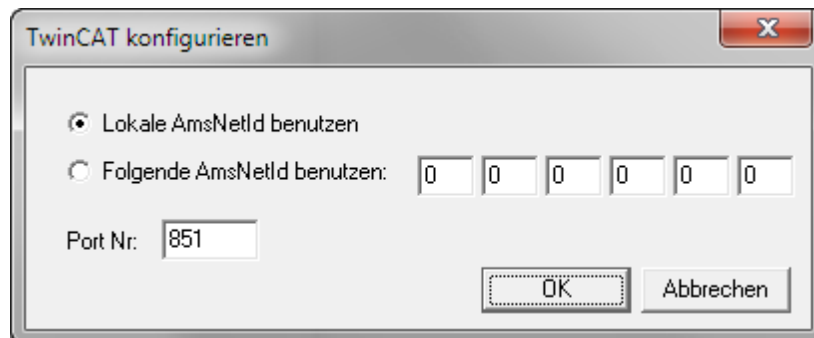 TwinCAT konfigurieren
Lokale AmsNetId benutzen
Folgende AmsNetId benutzen: 0 0 0 0 0 0
Port Nr: 851
OK Abbrechen